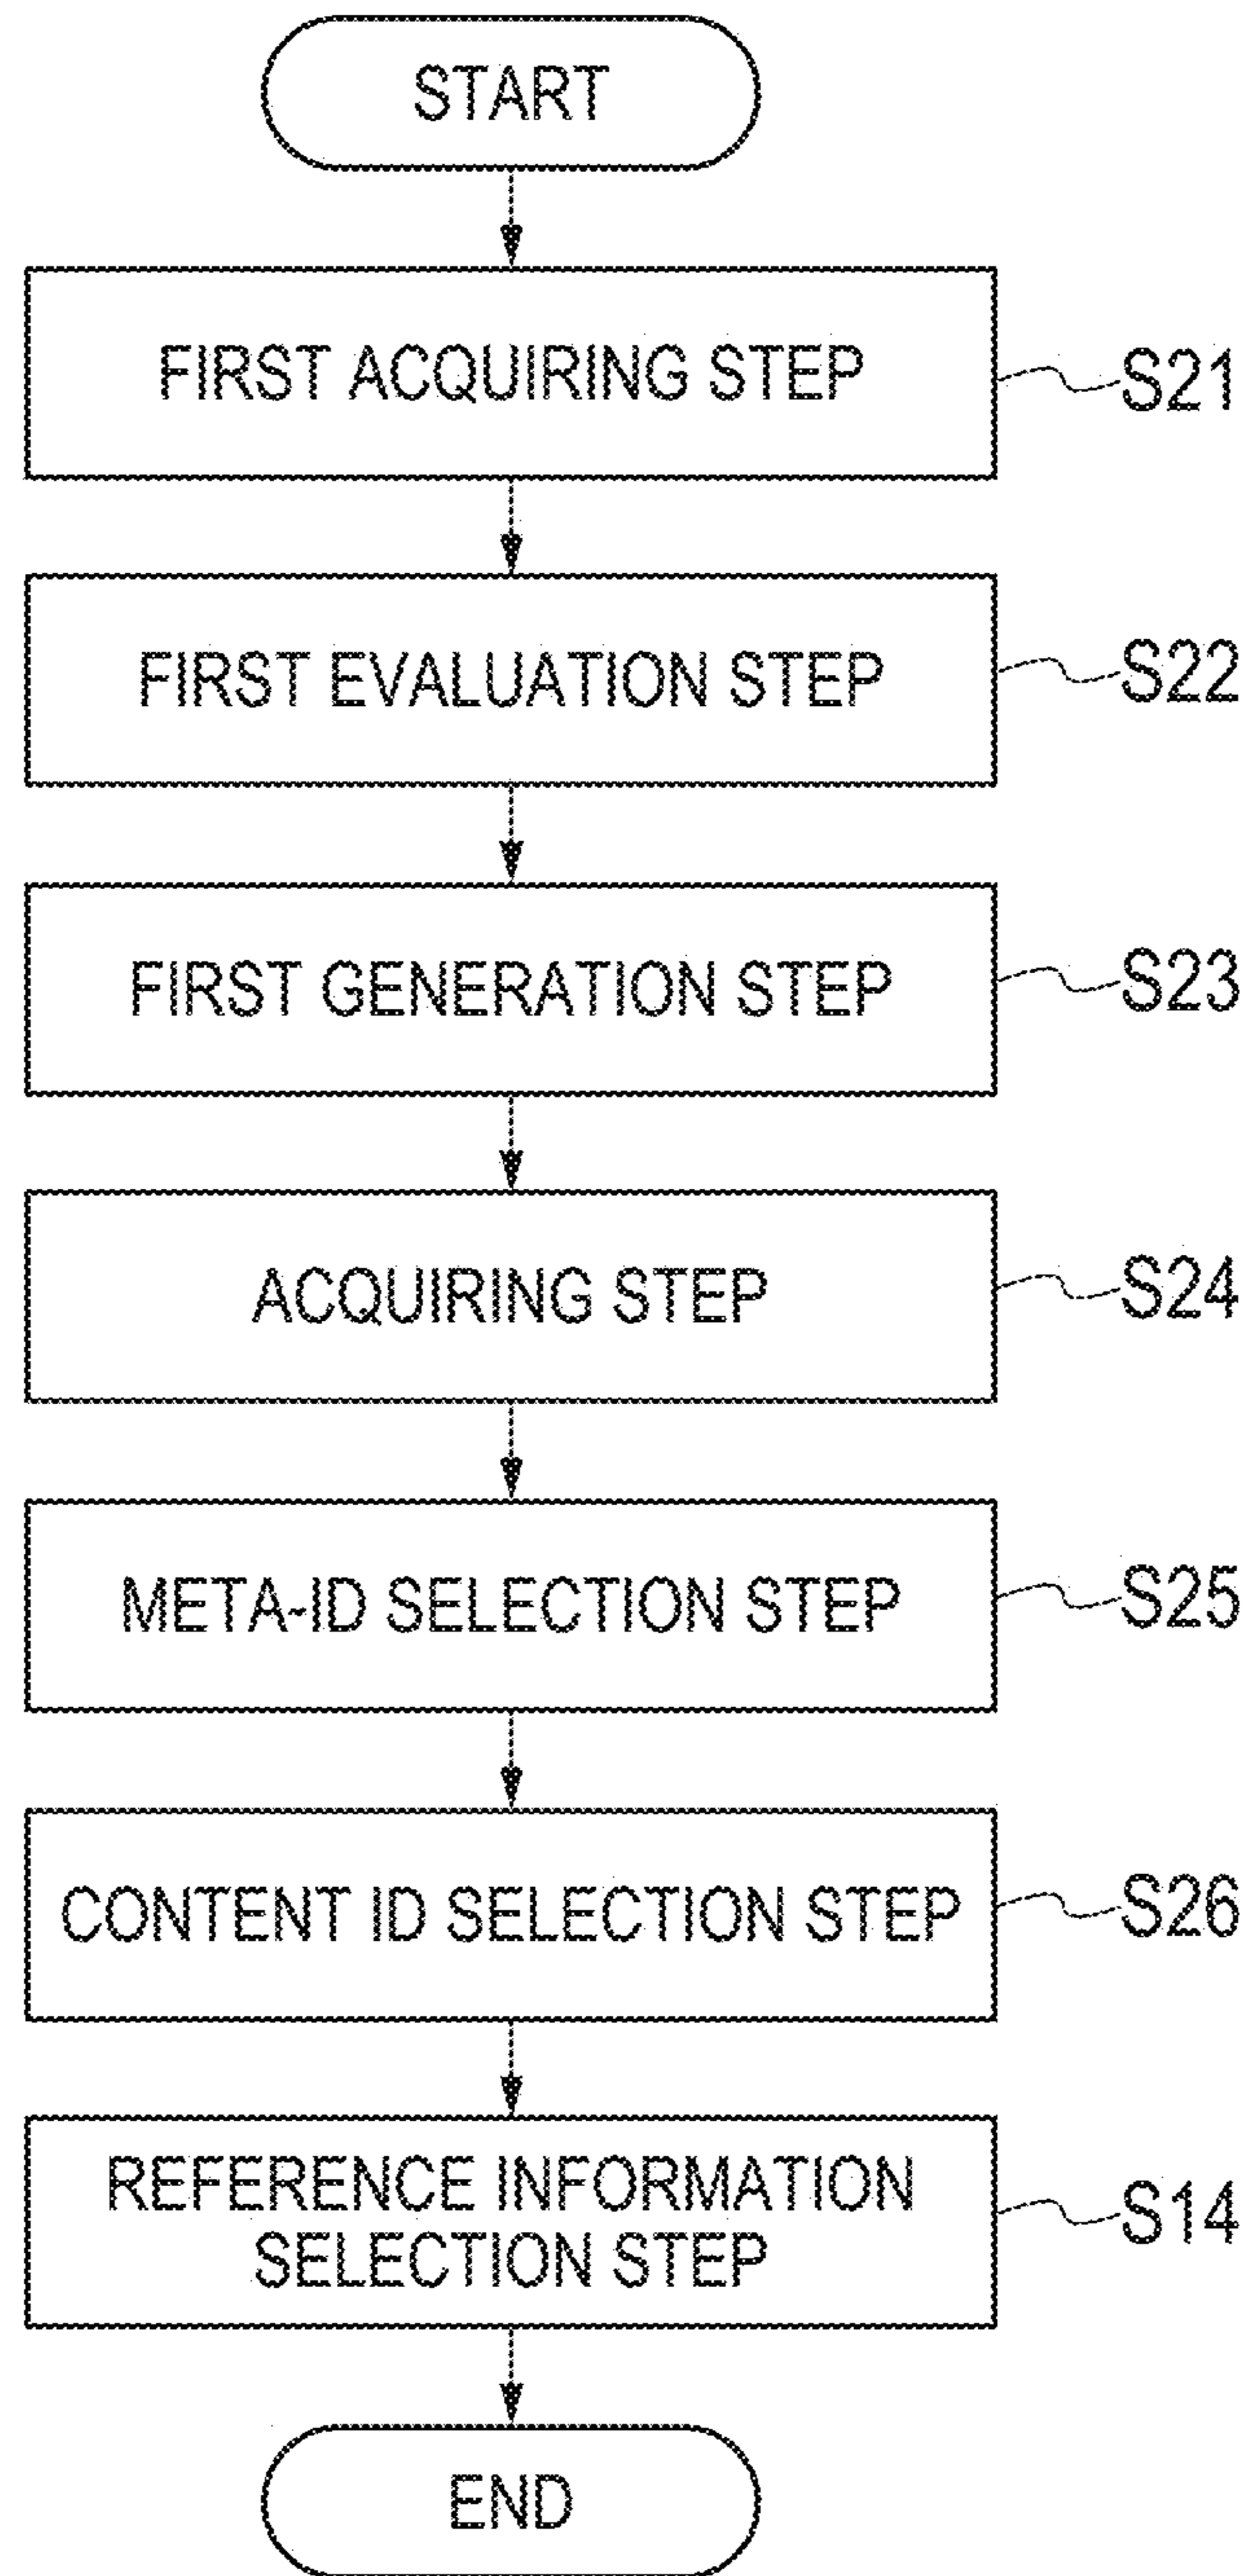 START
FIRST ACQUIRING STEP
S21
FIRST EVALUATION STEP
S22
FIRST GENERATION STEP
S23
ACQUIRING STEP
S24
META-ID SELECTION STEP
S25
CONTENT ID SELECTION STEP
S26
REFERENCE INFORMATION
SELECTION STEP
S14
END